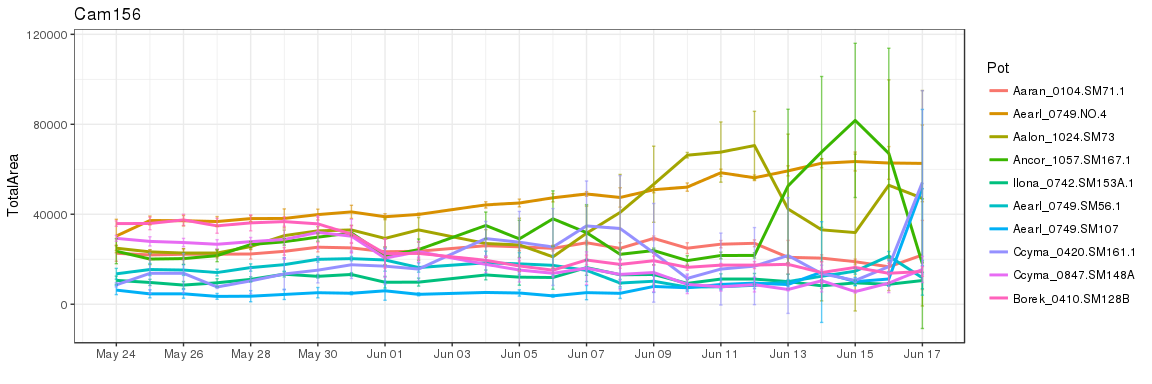 Cam156
TotalArea
120000
80000
40000
0
May 24 May 26 May 28 May 30 Jun 01 Jun 03 Jun 05 Jun 07 Jun 09 Jun 11 Jun 13 Jun 15 Jun 17
Pot
Aaran_0104.SM71.1
Aearl_0749.NO.4
Aalon_1024.SM73
Ancor_1057.SM167.1
Ilona_0742.SM153A.1
Aearl_0749.SM56.1
Aearl_0749.SM107
Ccyma_0420.SM161.1
Ccyma_0847.SM148A
Borek_0410.SM128B